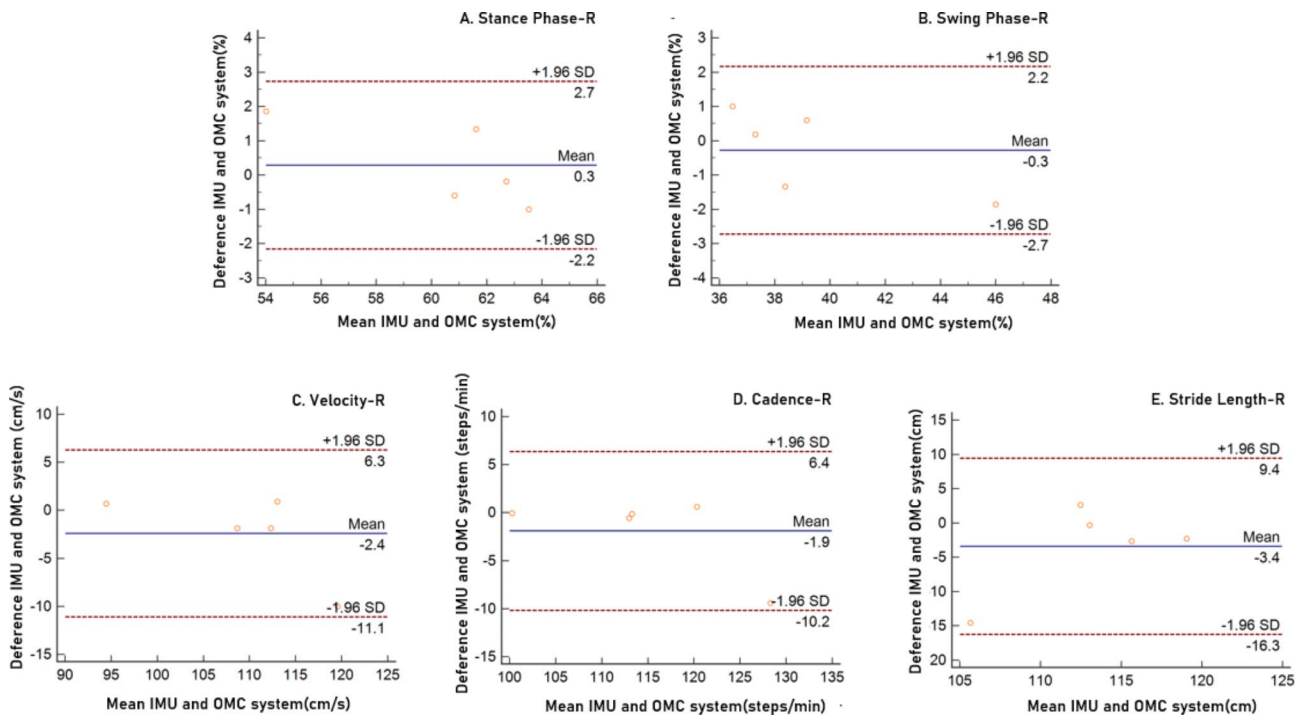 A. Stance Phase-R
Deference IMU and OMC system(%)
4
3
2
1
0
-1
-2
-3
+1.96 SD
2.7
Mean
0.3
-1.96 SD
-2.2
54 56 58 60 62 64 66
Mean IMU and OMC system(%)
B. Swing Phase-R
Deference IMU and OMC system(%)
3
2
1
0
-1
-2
-3
-4
+1.96 SD
2.2
Mean
-0.3
-1.96 SD
-2.7
36 38 40 42 44 46 48
Mean IMU and OMC system(%)
C. Velocity-R
Deference IMU and OMC system (cm/s)
10
5
0
-5
-10
-15
+1.96 SD
6.3
Mean
-2.4
-1.96 SD
-11.1
90 95 100 105 110 115 120 125
Mean IMU and OMC system(cm/s)
D. Cadence-R
Deference IMU and OMC system (steps/min)
10
5
0
-5
-10
-15
+1.96 SD
6.4
Mean
-1.9
-1.96 SD
-10.2
100 105 110 115 120 125 130 135
Mean IMU and OMC system(steps/min)
E. Stride Length-R
Deference IMU and OMC system(cm)
15
10
5
0
-5
10
15
20
+1.96 SD
9.4
Mean
-3.4
-1.96 SD
-16.3
105 110 115 120 125
Mean IMU and OMC system(cm)